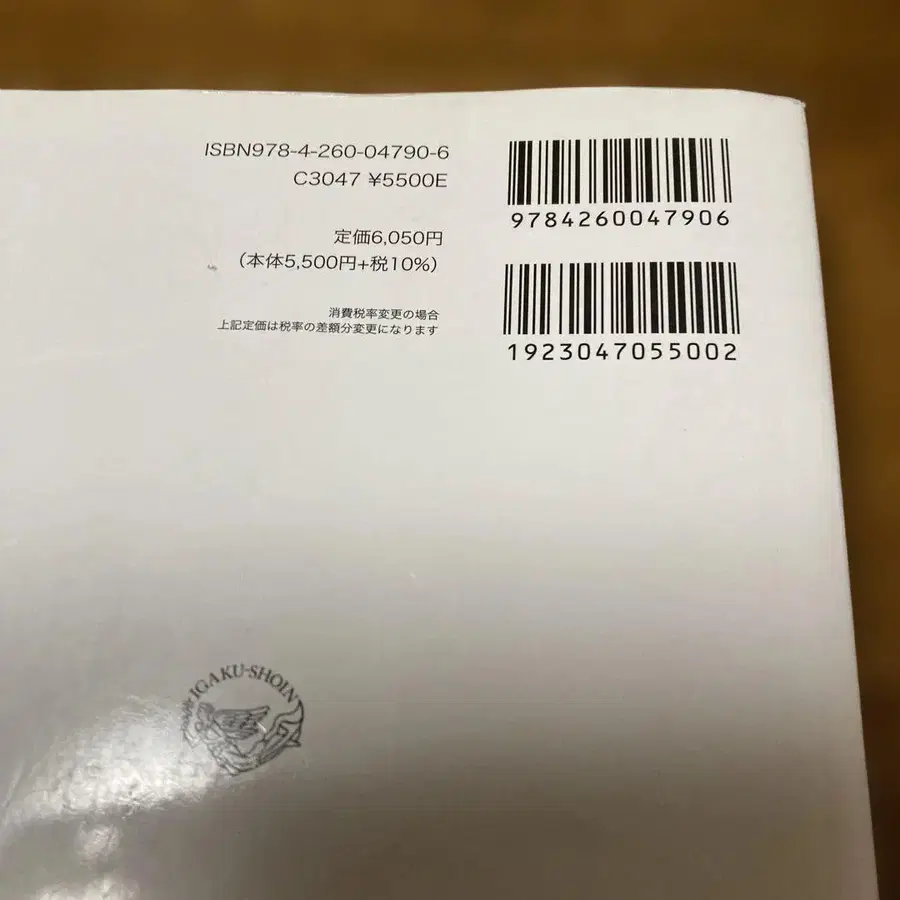 ISBN978-4-260-04790-6
C3047 ¥5500E
定価6,050円
（本体5,500円+税10%）
消費税率変更の場合
上記定価は税率の差額分変更になります
9784260047906
1923047055002
IGAKU-SHOIN